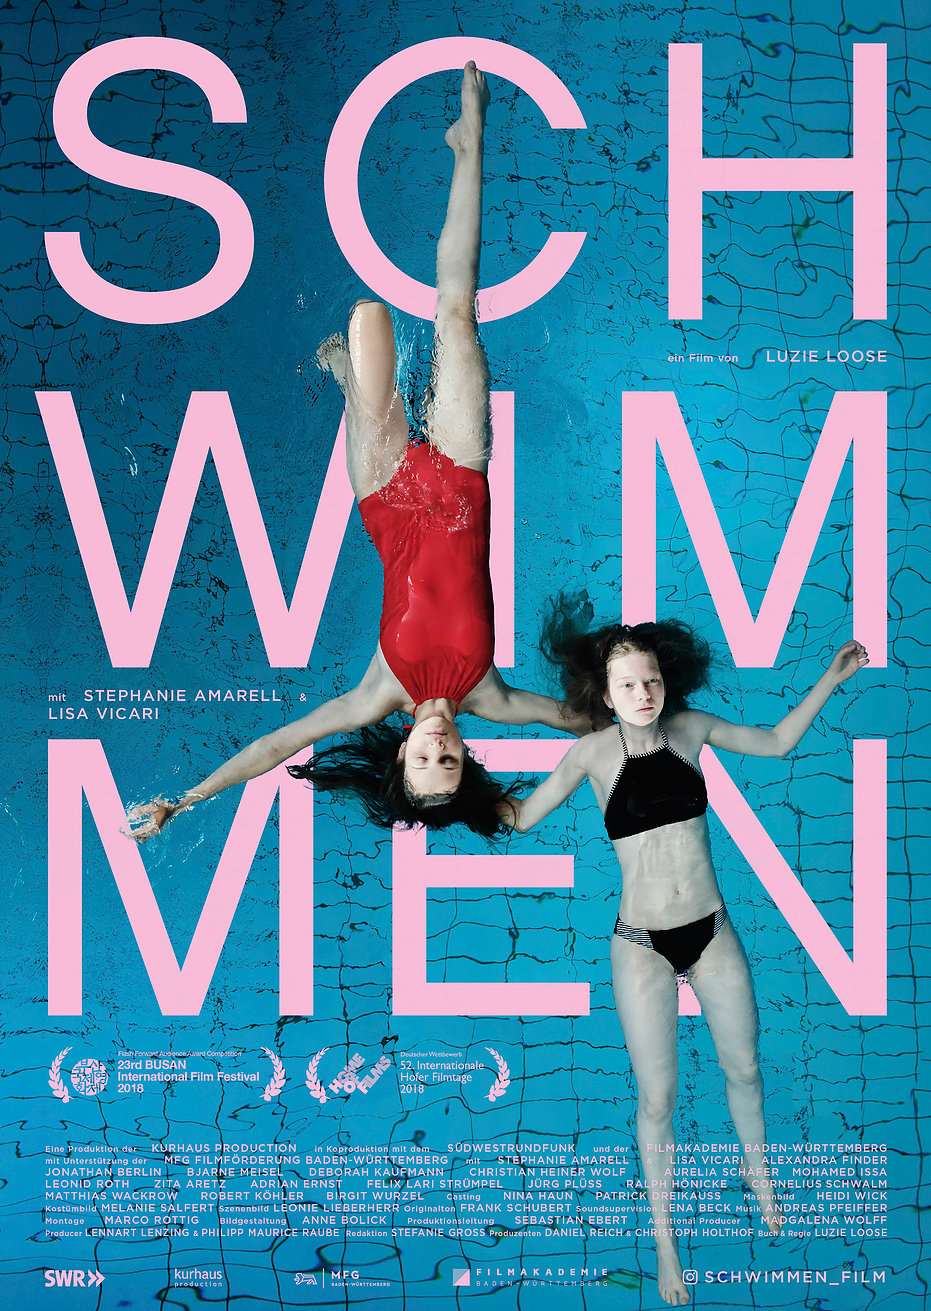 SCH
ein Film von LUZIE LOOSE
WIM
mit STEPHANIE AMARELL &
LISA VICARI
MEN
Flash Forward Audience Award Competition
23rd BUSAN
International Film Festival
2018
HOME OF FILMS
Deutscher Wettbewerb
52. Internationale
Hofer Filmtage
2018
Eine Produktion der KURHAUS PRODUCTION in Koproduktion mit dem SÜDWESTRUNDFUNK und der FILMAKADEMIE BADEN-WÜRTTEMBERG
mit Unterstützung der MFG FILMFÖRDERUNG BADEN-WÜRTTEMBERG mit STEPHANIE AMARELL & LISA VICARI ALEXANDRA FINDER
JONATHAN BERLIN BJARNE MEISEL DEBORAH KAUFMANN CHRISTIAN HEINER WOLF AURELIA SCHÄFER MOHAMED ISSA
LEONID ROTH ZITA ARETZ ADRIAN ERNST FELIX LARI STRÜMPEL JÜRG PLÜSS RALPH HÖNICKE CORNELIUS SCHWALM
MATTHIAS WACKROW ROBERT KÖHLER BIRGIT WURZEL Casting NINA HAUN PATRICK DREIKAUSS Maskenbild HEIDI WICK
Kostümbild MELANIE SALFERT Szenenbild LEONIE LIEBERHERR Originalton FRANK SCHUBERT Soundsupervision LENA BECK Musik ANDREAS PFEIFFER
Montage MARCO ROTTIG Bildgestaltung ANNE BOLICK Produktionsleitung SEBASTIAN EBERT Additional Producer MADGALENA WOLFF
Producer LENNART LENZING & PHILIPP MAURICE RAUBE Redaktion STEFANIE GROSS Produzenten DANIEL REICH & CHRISTOPH HOLTHOF Buch & Regie LUZIE LOOSE
SWR
kurhaus
production
MFG
BADEN-WÜRTTEMBERG
FILMAKADEMIE
BADEN-WÜRTTEMBERG
SCHWIMMEN_FILM